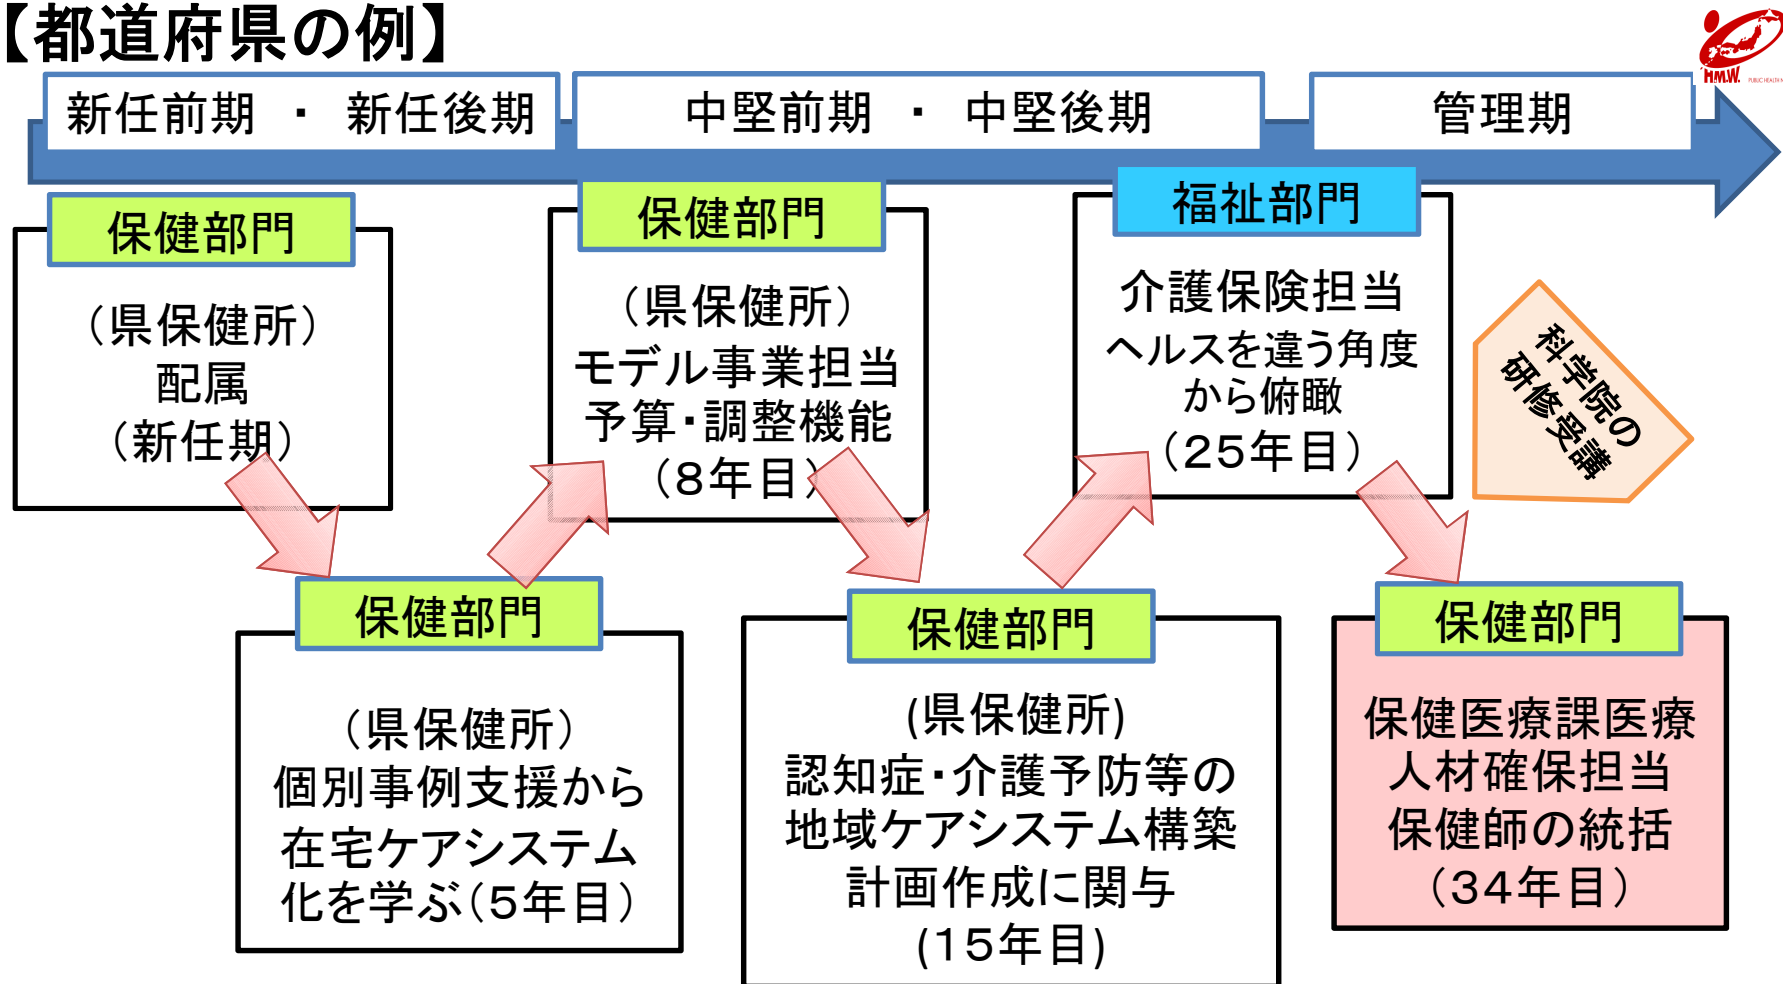 【都道府県の例】
H.M.W.
新任前期 ・ 新任後期
中堅前期 ・ 中堅後期
管理期
保健部門
（県保健所）
配属
（新任期）
保健部門
（県保健所）
モデル事業担当
予算・調整機能
（８年目）
福祉部門
介護保険担当
ヘルスを違う角度
から俯瞰
（２５年目）
科学院の
研修受講
保健部門
（県保健所）
個別事例支援から
在宅ケアシステム
化を学ぶ（５年目）
保健部門
(県保健所)
認知症・介護予防等の
地域ケアシステム構築
計画作成に関与
(１５年目)
保健部門
保健医療課医療
人材確保担当
保健師の統括
（３４年目）